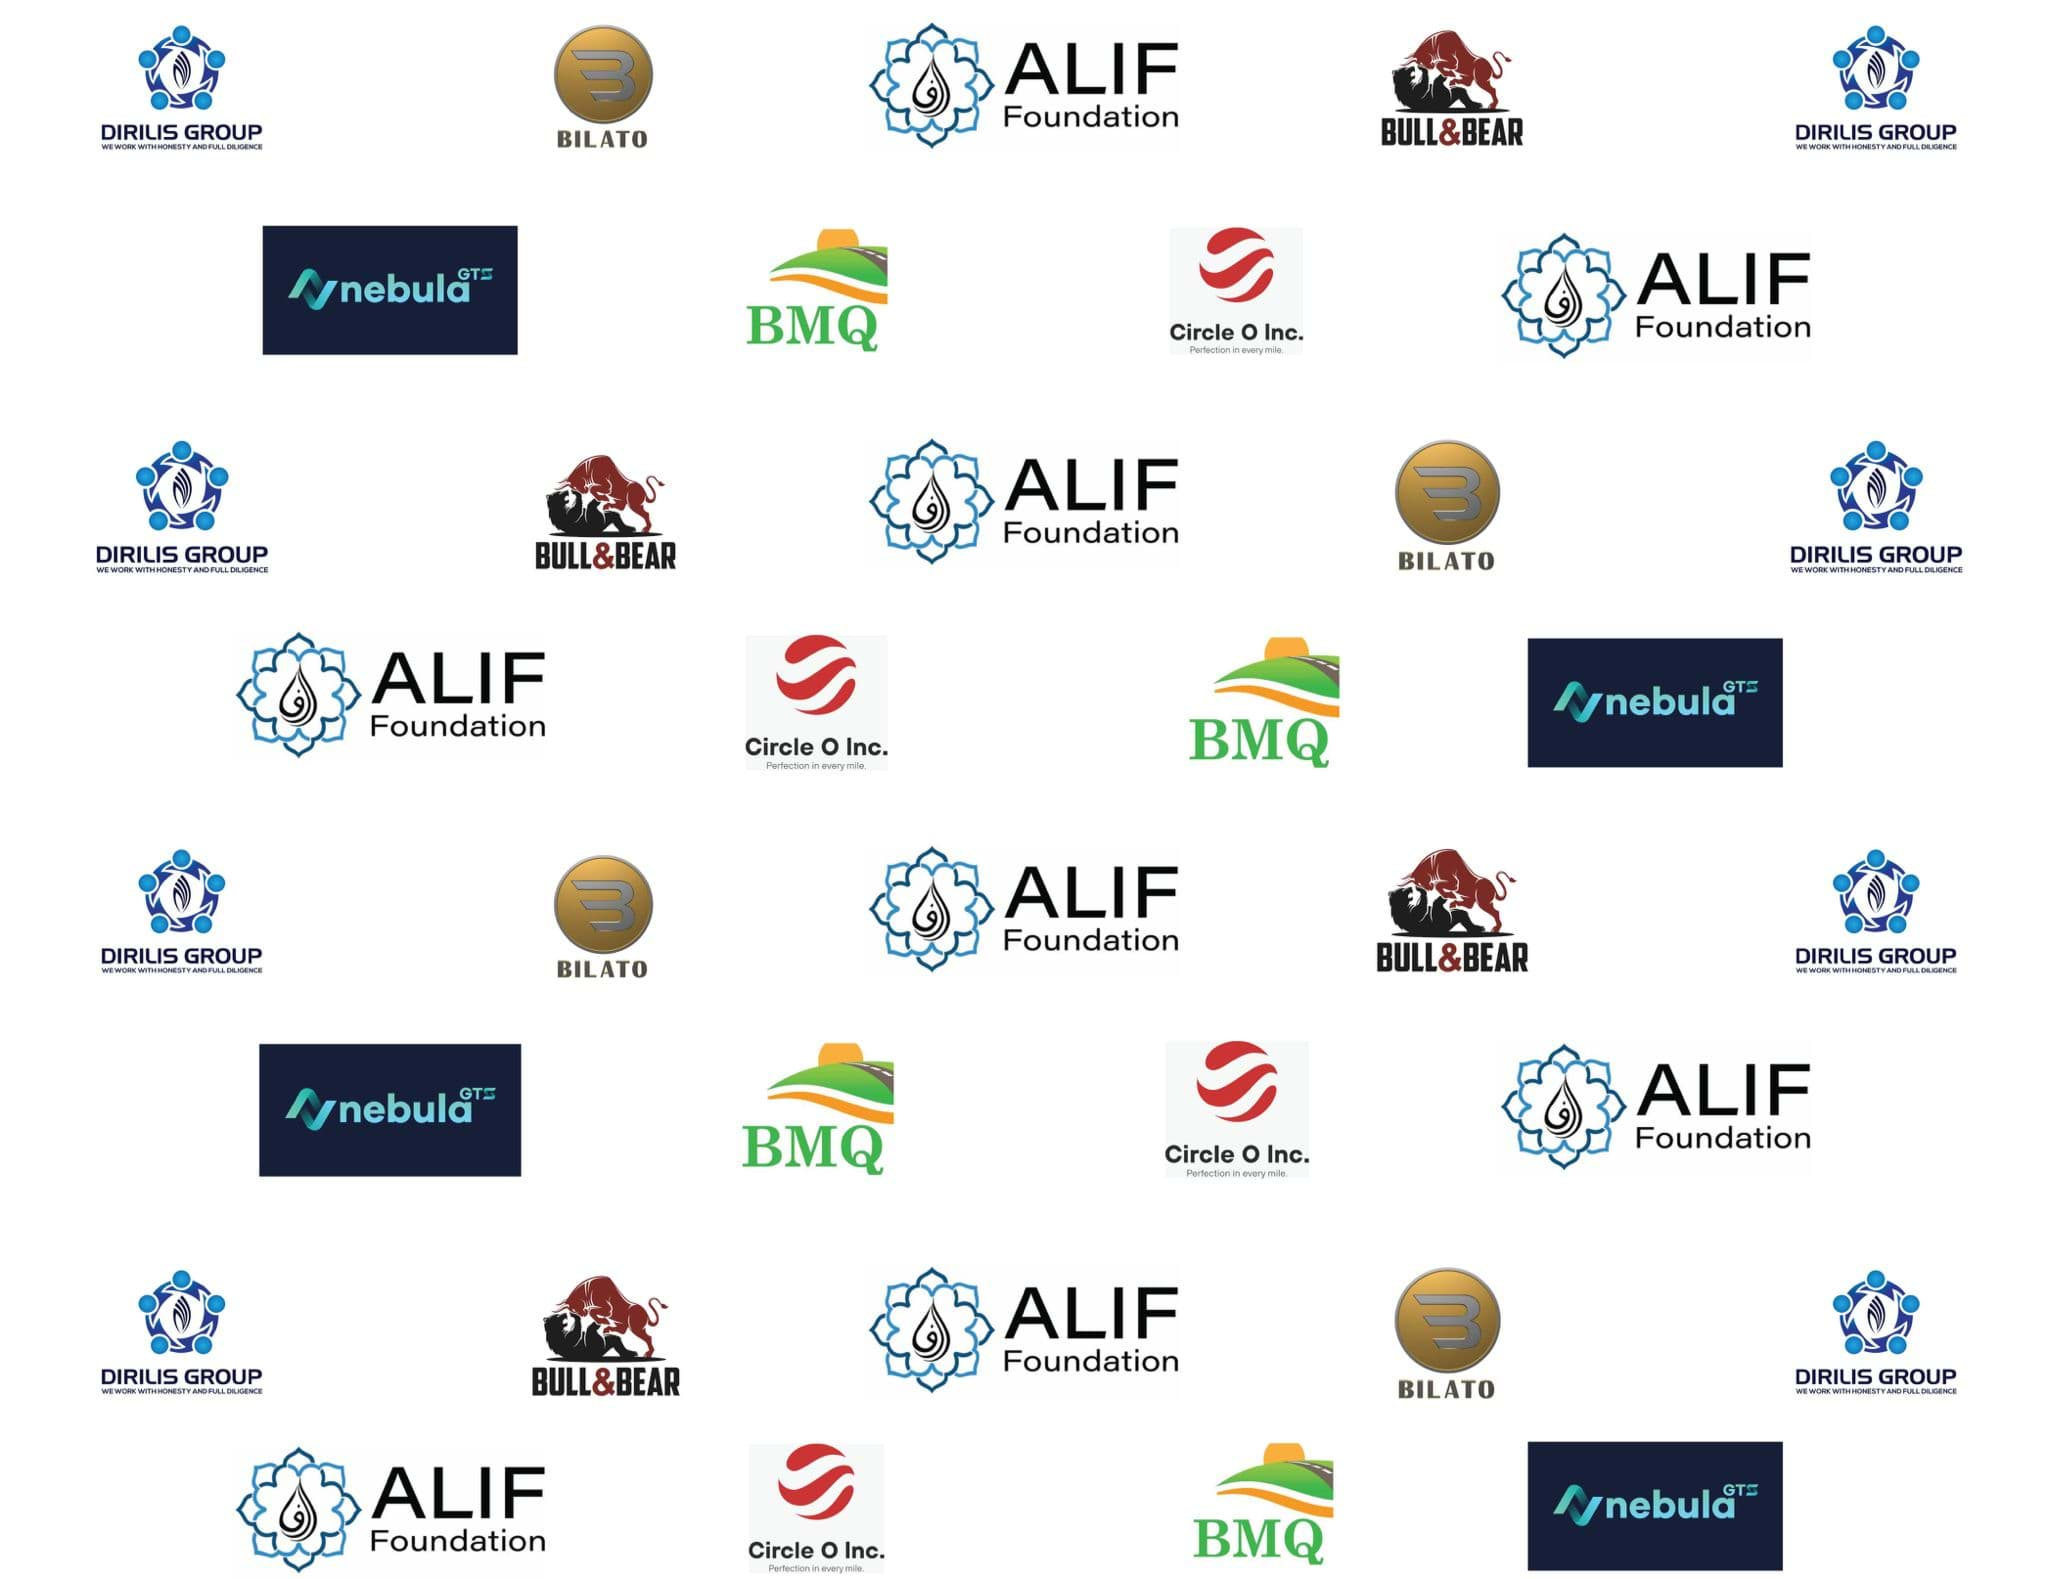 DIRILIS GROUP
WE WORK WITH HONESTY AND FULL DILIGENCE
BILATO
ALIF
Foundation
BULL&BEAR
DIRILIS GROUP
WE WORK WITH HONESTY AND FULL DILIGENCE
nebula GTS
BMQ
Circle O Inc.
Perfection in every mile.
ALIF
Foundation
DIRILIS GROUP
WE WORK WITH HONESTY AND FULL DILIGENCE
BULL&BEAR
ALIF
Foundation
BILATO
DIRILIS GROUP
WE WORK WITH HONESTY AND FULL DILIGENCE
ALIF
Foundation
Circle O Inc.
Perfection in every mile.
BMQ
nebula GTS
DIRILIS GROUP
WE WORK WITH HONESTY AND FULL DILIGENCE
BILATO
ALIF
Foundation
BULL&BEAR
DIRILIS GROUP
WE WORK WITH HONESTY AND FULL DILIGENCE
nebula GTS
BMQ
Circle O Inc.
Perfection in every mile.
ALIF
Foundation
DIRILIS GROUP
WE WORK WITH HONESTY AND FULL DILIGENCE
BULL&BEAR
ALIF
Foundation
BILATO
DIRILIS GROUP
WE WORK WITH HONESTY AND FULL DILIGENCE
ALIF
Foundation
Circle O Inc.
Perfection in every mile.
BMQ
nebula GTS